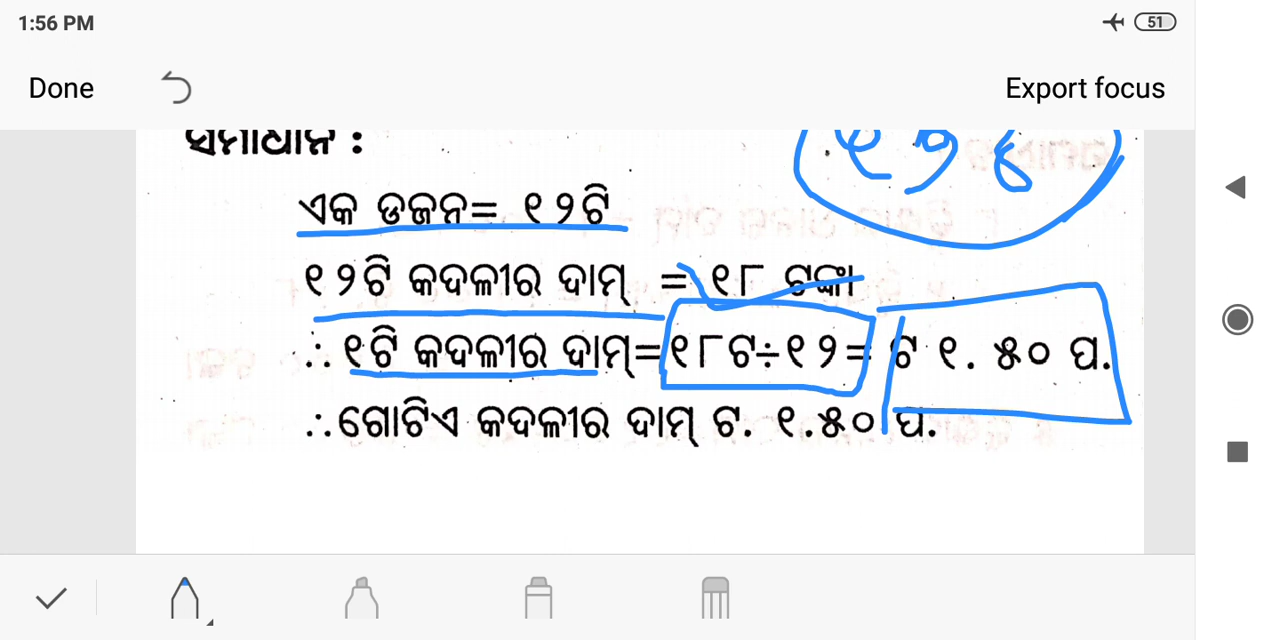 1:56 PM
51
Done
Export focus
ସମାଧାନ :
ଏକ ଡଜନ= ୧୨ଟି
୧୨ଟି କଦଳୀର ଦାମ୍ = ୧୮ ଟଙ୍କା
∴ ୧ଟି କଦଳୀର ଦାମ୍=୧୮ଟ÷୧୨= ଟ ୧. ୫୦ ପ.
∴ ଗୋଟିଏ କଦଳୀର ଦାମ୍ ଟ. ୧.୫୦ ପ.